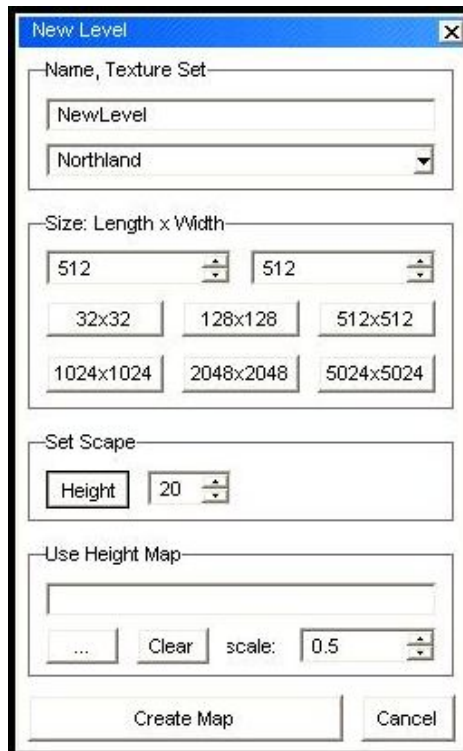 New Level
Name, Texture Set
NewLevel
Northland
Size: Length x Width
512 512
32x32 128x128 512x512
1024x1024 2048x2048 5024x5024
Set Scape
Height 20
Use Height Map
... Clear scale: 0.5
Create Map Cancel